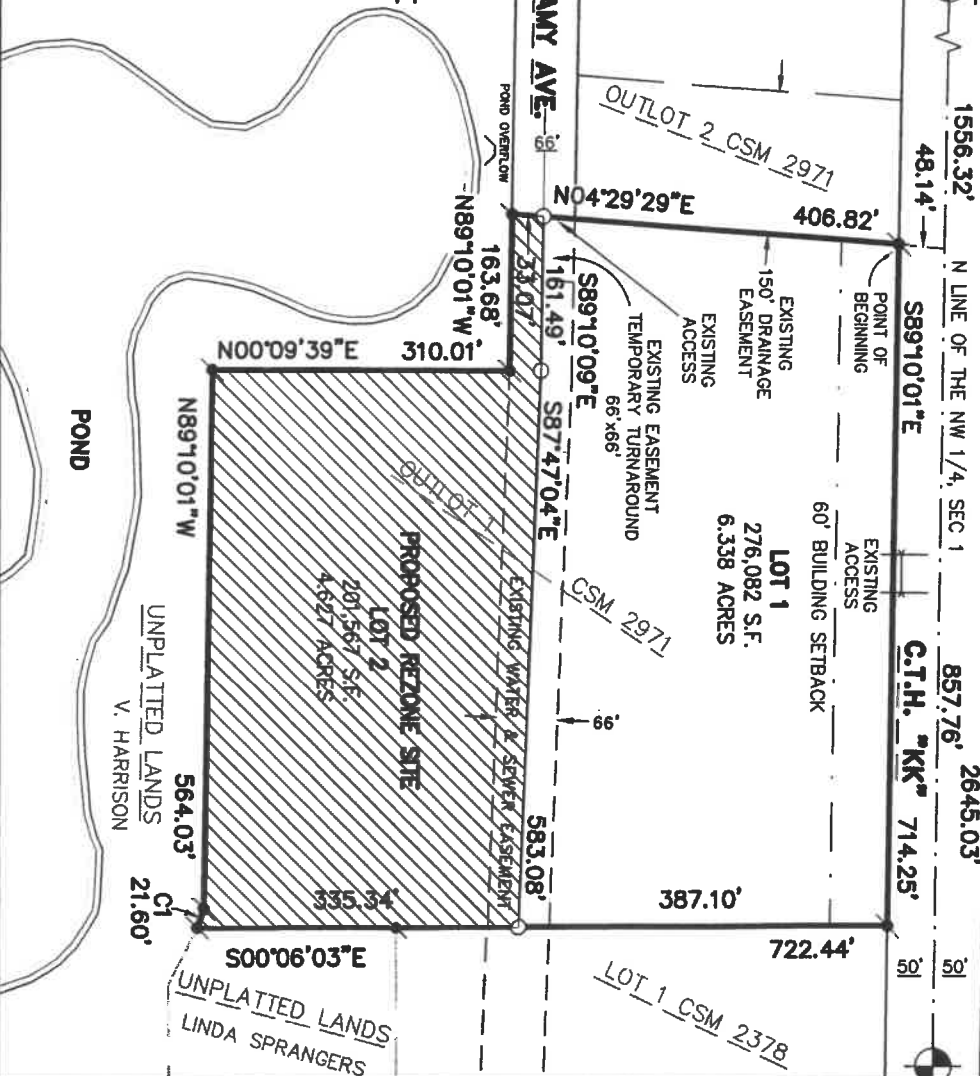 1556.32'
2645.03'
N LINE OF THE NW 1/4, SEC 1
857.76'
48.14'
S89°10'01"E
C.T.H. "KK"
714.25'
50'
50'
POINT OF
BEGINNING
EXISTING
ACCESS
60' BUILDING SETBACK
OUTLOT 2 CSM 2971
406.82'
N04°29'29"E
EXISTING
150' DRAINAGE
EASEMENT
LOT 1
276,082 S.F.
6.338 ACRES
387.10'
722.44'
LOT 1 CSM 2378
EXISTING
ACCESS
EXISTING EASEMENT
TEMPORARY TURNAROUND
66'x66'
CSM 2971
66'
AMY AVE.
66'
S89°10'09"E
161.49'
S87°47'04"E
583.08'
33.07'
POND OVERFLOW
N89°10'01"W
163.68'
EXISTING WATER & SEWER EASEMENT
OUTLOT 1
N00°09'39"E
310.01'
PROPOSED REZONE SITE
LOT 2
201,567 S.F.
4.627 ACRES
335.34'
S00°06'03"E
N89°10'01"W
564.03'
C1
21.60'
POND
UNPLATTED LANDS
V. HARRISON
UNPLATTED LANDS
LINDA SPRANGERS